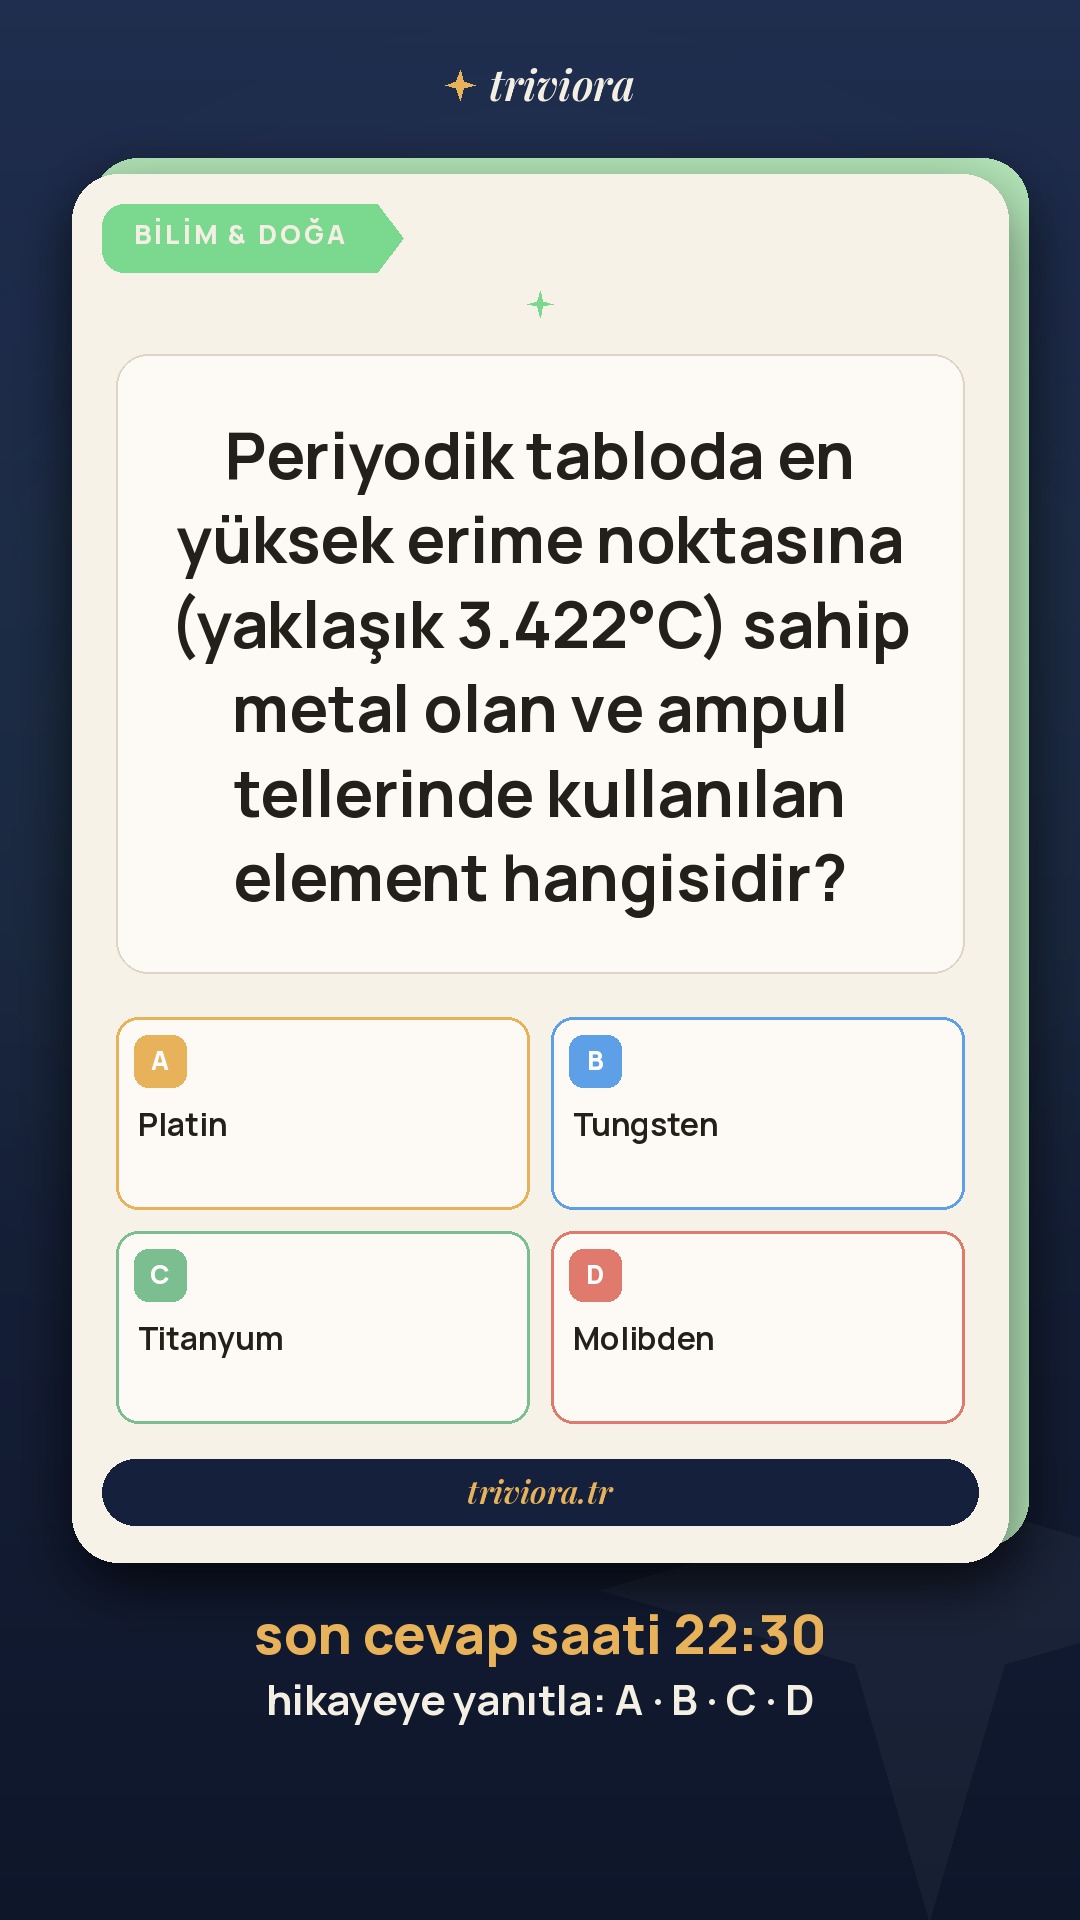 triviora
BİLİM & DOĞA
Periyodik tabloda en
yüksek erime noktasına
(yaklaşık 3.422°C) sahip
metal olan ve ampul
tellerinde kullanılan
element hangisidir?
A
Platin
B
Tungsten
C
Titanyum
D
Molibden
triviora.tr
son cevap saati 22:30
hikayeye yanıtla: A · B · C · D